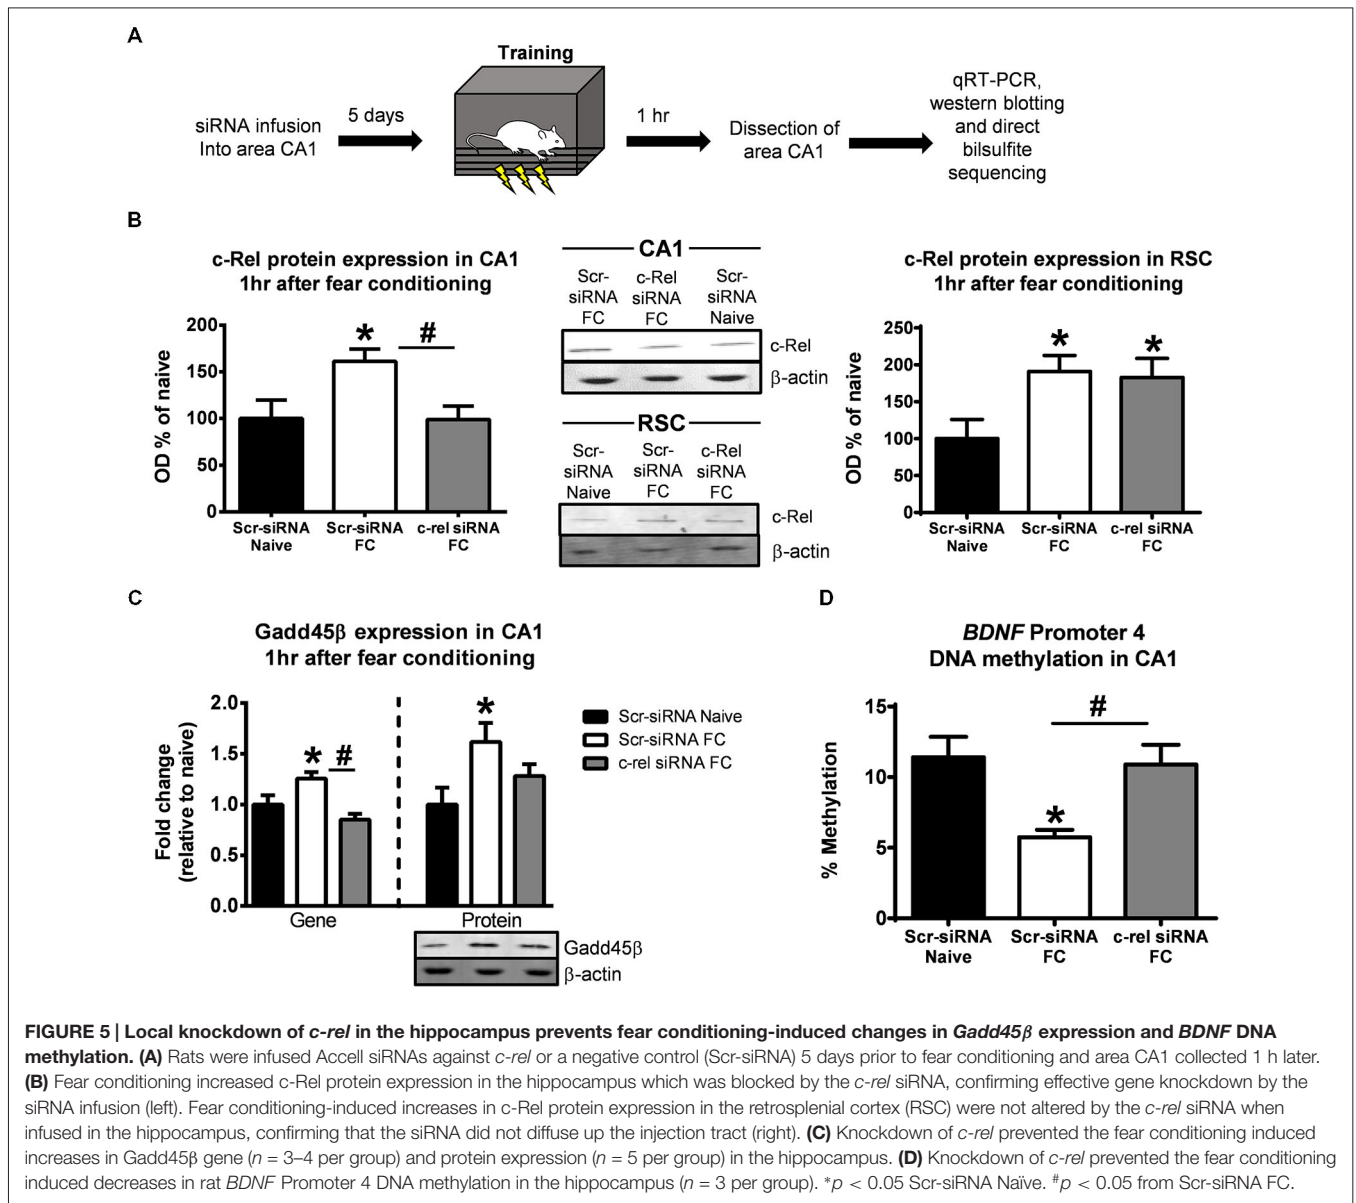 A
Training
siRNA infusion
Into area CA1
5 days
1 hr
Dissection of
area CA1
qRT-PCR,
western blotting
and direct
bilsulfite
sequencing
B
c-Rel protein expression in CA1
1hr after fear conditioning
OD % of naive
200
150
100
50
0
*
#
Scr-siRNA
Naive
Scr-siRNA
FC
c-rel siRNA
FC
CA1
Scr-
siRNA
FC
c-Rel
siRNA
FC
Scr-
siRNA
Naive
c-Rel
β-actin
RSC
Scr-
siRNA
Naive
Scr-
siRNA
FC
c-Rel
siRNA
FC
c-Rel
β-actin
c-Rel protein expression in RSC
1hr after fear conditioning
OD % of naive
250
200
150
100
50
0
*
*
Scr-siRNA
Naive
Scr-siRNA
FC
c-rel siRNA
FC
C
Gadd45β expression in CA1
1hr after fear conditioning
Fold change
(relative to naive)
2.0
1.5
1.0
0.5
0.0
*
#
*
Gene
Protein
Scr-siRNA Naive
Scr-siRNA FC
c-rel siRNA FC
Gadd45β
β-actin
D
BDNF Promoter 4
DNA methylation in CA1
% Methylation
15
10
5
0
*
#
Scr-siRNA
Naive
Scr-siRNA
FC
c-rel siRNA
FC
FIGURE 5 | Local knockdown of c-rel in the hippocampus prevents fear conditioning-induced changes in Gadd45β expression and BDNF DNA
methylation. (A) Rats were infused Accell siRNAs against c-rel or a negative control (Scr-siRNA) 5 days prior to fear conditioning and area CA1 collected 1 h later.
(B) Fear conditioning increased c-Rel protein expression in the hippocampus which was blocked by the c-rel siRNA, confirming effective gene knockdown by the
siRNA infusion (left). Fear conditioning-induced increases in c-Rel protein expression in the retrosplenial cortex (RSC) were not altered by the c-rel siRNA when
infused in the hippocampus, confirming that the siRNA did not diffuse up the injection tract (right). (C) Knockdown of c-rel prevented the fear conditioning induced
increases in Gadd45β gene (n = 3–4 per group) and protein expression (n = 5 per group) in the hippocampus. (D) Knockdown of c-rel prevented the fear conditioning
induced decreases in rat BDNF Promoter 4 DNA methylation in the hippocampus (n = 3 per group). *p < 0.05 Scr-siRNA Naïve. #p < 0.05 from Scr-siRNA FC.